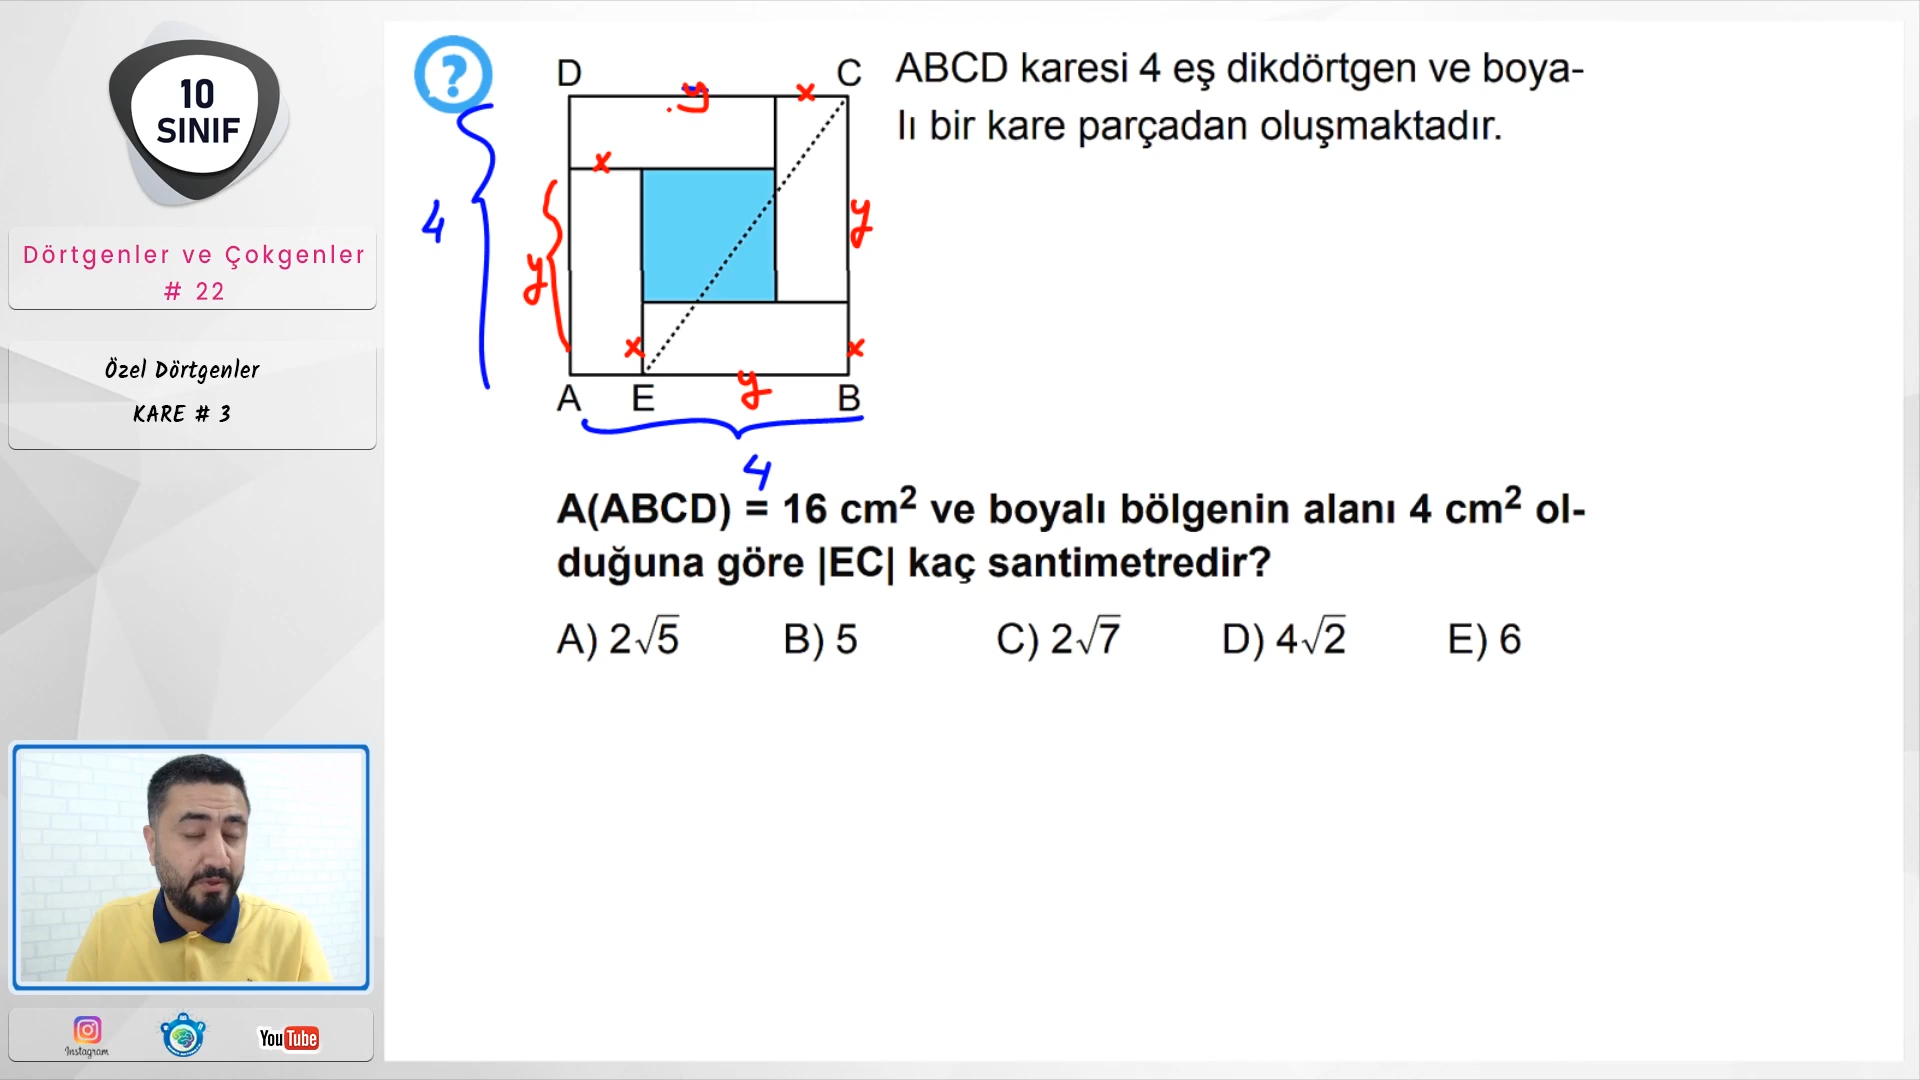 10
SINIF
Dörtgenler ve Çokgenler
# 22
Özel Dörtgenler
KARE # 3
Instagram
YouTube
?
D
y
x
C
x
4
y
y
x
x
A
E
y
B
4
ABCD karesi 4 eş dikdörtgen ve boya-
lı bir kare parçadan oluşmaktadır.
A(ABCD) = 16 cm² ve boyalı bölgenin alanı 4 cm² ol-
duğuna göre |EC| kaç santimetredir?
A) 2√5 B) 5 C) 2√7 D) 4√2 E) 6